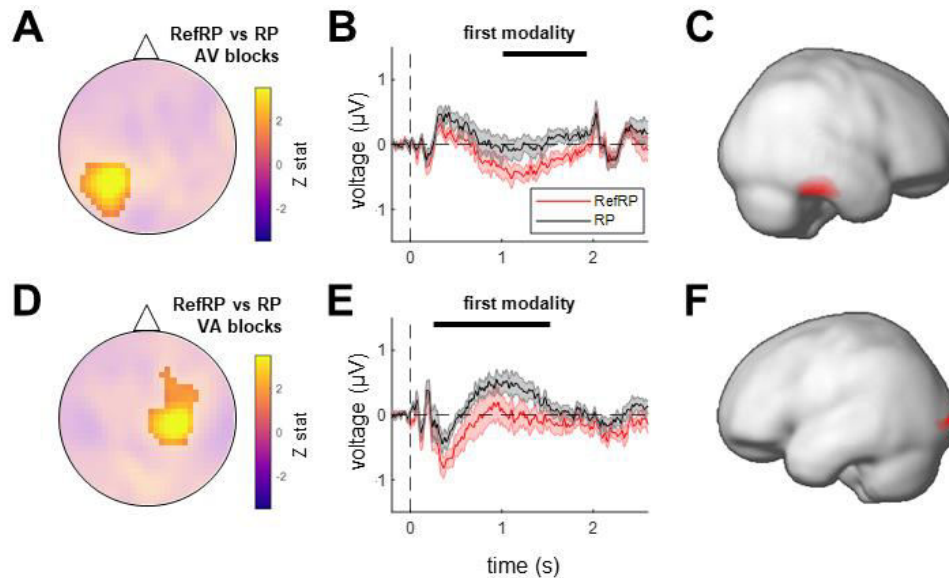 A
RefRP vs RP
AV blocks
2
0
-2
Z stat
B
first modality
1
0
-1
voltage (µV)
RefRP
RP
0
1
2
C
D
RefRP vs RP
VA blocks
2
0
-2
Z stat
E
first modality
1
0
-1
voltage (µV)
0
1
2
time (s)
F